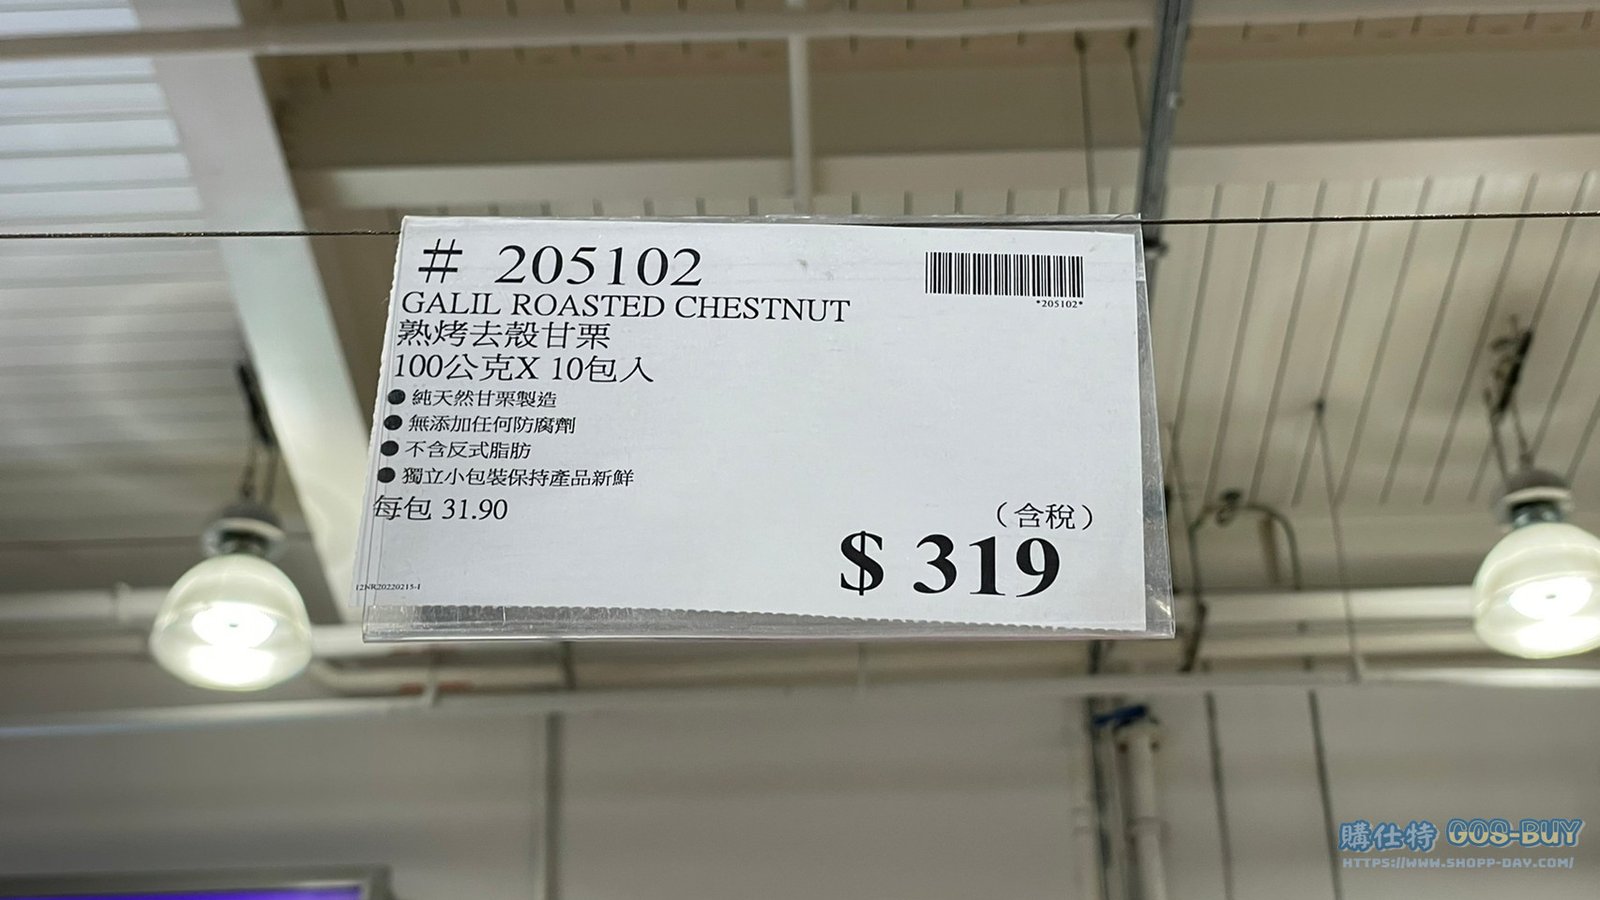 # 205102
*205102*
GALIL ROASTED CHESTNUT
熟烤去殼甘栗
100公克X 10包入
● 純天然甘栗製造
● 無添加任何防腐劑
● 不含反式脂肪
● 獨立小包裝保持產品新鮮
每包 31.90
（含稅）
$ 319
12NR20220215-1
購仕特 GOS-BUY
HTTPS://WWW.SHOPP-DAY.COM/